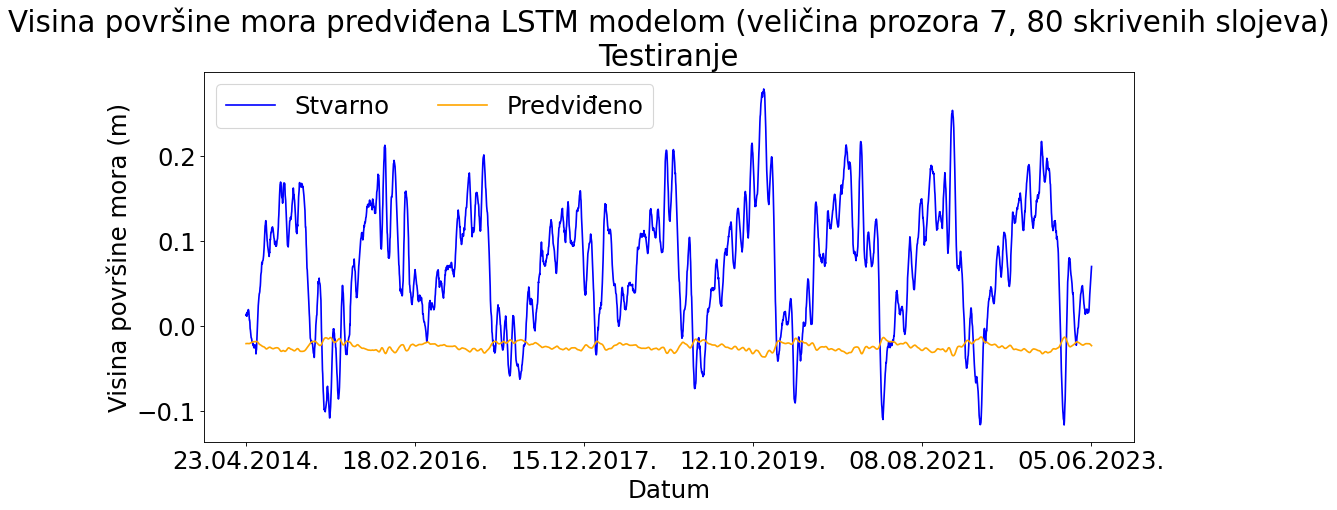 Visina površine mora predviđena LSTM modelom (veličina prozora 7, 80 skrivenih slojeva)
Testiranje
Stvarno Predviđeno
Visina površine mora (m)
0.2
0.1
0.0
−0.1
23.04.2014. 18.02.2016. 15.12.2017. 12.10.2019. 08.08.2021. 05.06.2023.
Datum